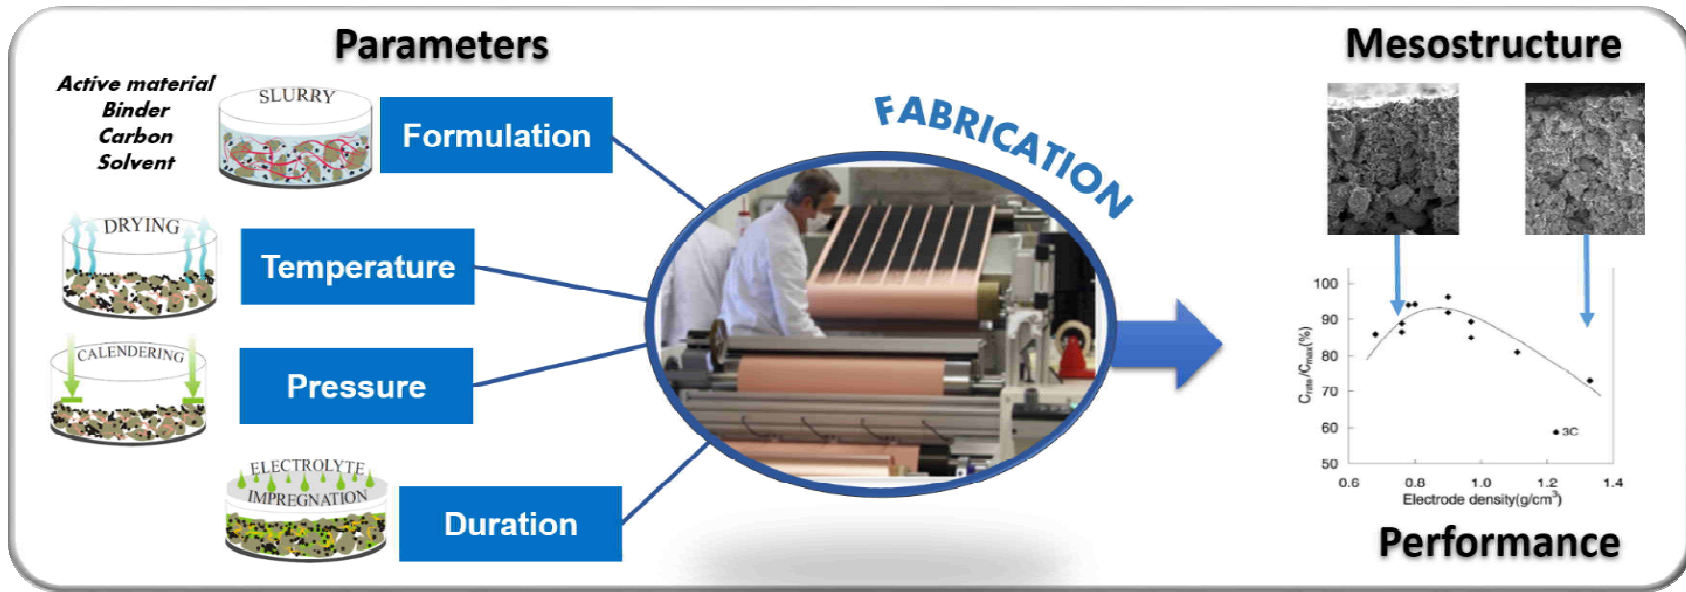 Parameters
Active material
Binder
Carbon
Solvent
SLURRY
Formulation
DRYING
Temperature
CALENDERING
Pressure
ELECTROLYTE
IMPREGNATION
Duration
FABRICATION
Mesostructure
100
90
80
70
60
50
C_rate/C_max(%)
3C
0.6 0.8 1.0 1.2 1.4
Electrode density(g/cm³)
Performance